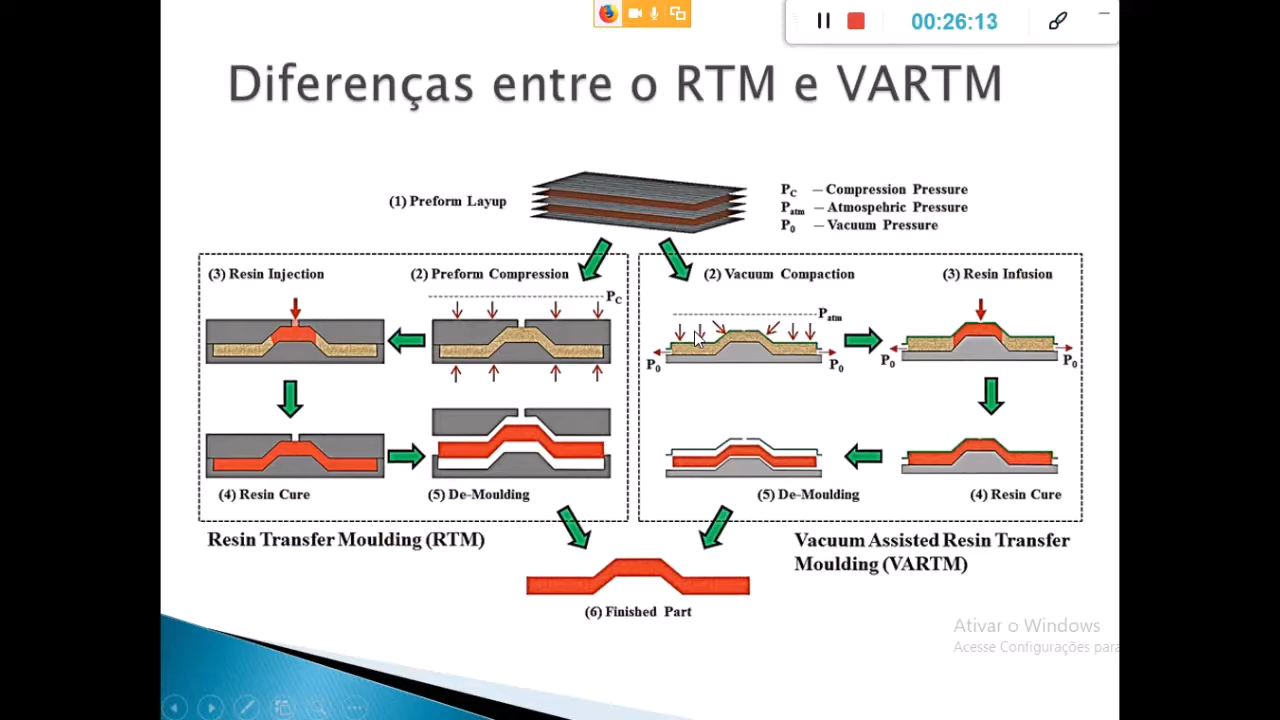 00:26:13
Diferenças entre o RTM e VARTM
(1) Preform Layup
PC – Compression Pressure
Patm – Atmospehric Pressure
P0 – Vacuum Pressure
(3) Resin Injection
(2) Preform Compression
PC
(2) Vacuum Compaction
(3) Resin Infusion
Patm
P0
P0
P0
P0
(4) Resin Cure
(5) De-Moulding
(5) De-Moulding
(4) Resin Cure
Resin Transfer Moulding (RTM)
Vacuum Assisted Resin Transfer
Moulding (VARTM)
(6) Finished Part
Ativar o Windows
Acesse Configurações para